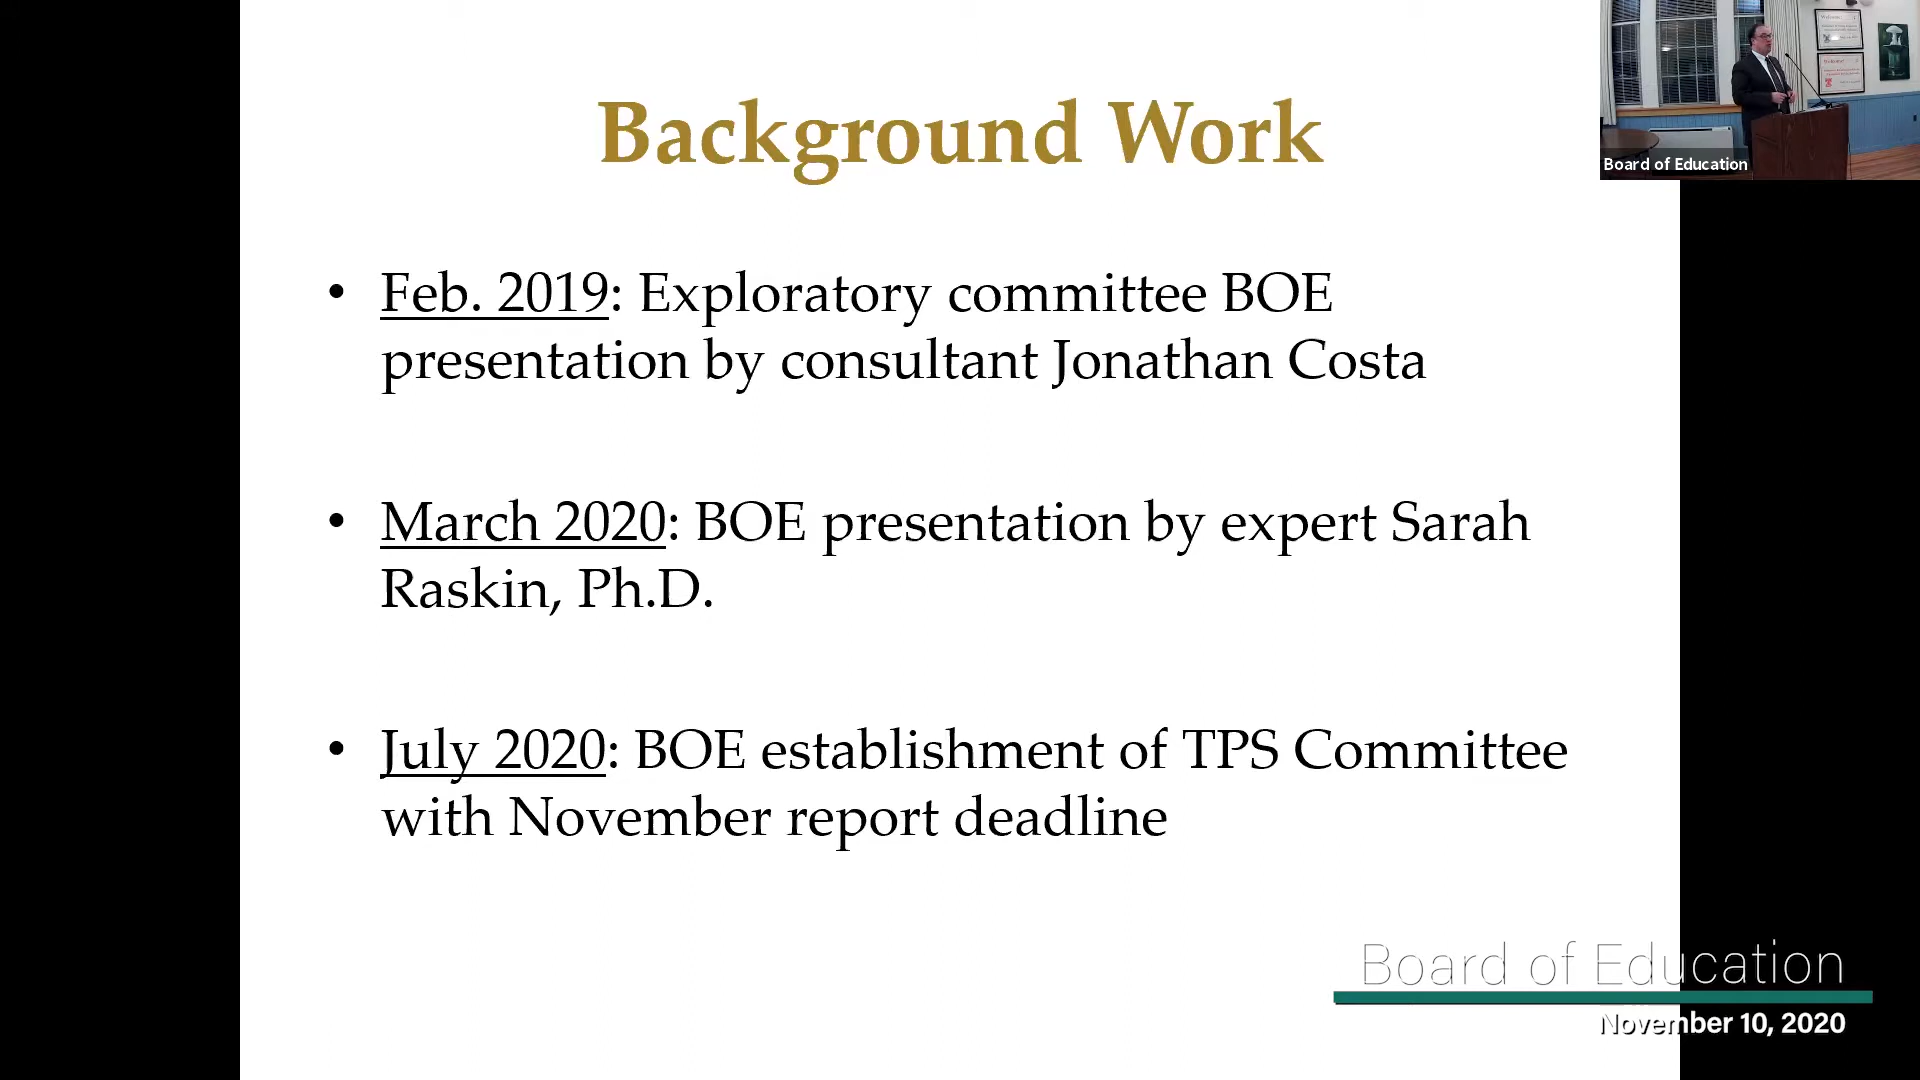 Background Work
• Feb. 2019: Exploratory committee BOE
presentation by consultant Jonathan Costa
• March 2020: BOE presentation by expert Sarah
Raskin, Ph.D.
• July 2020: BOE establishment of TPS Committee
with November report deadline
Board of Education
Board of Education
November 10, 2020